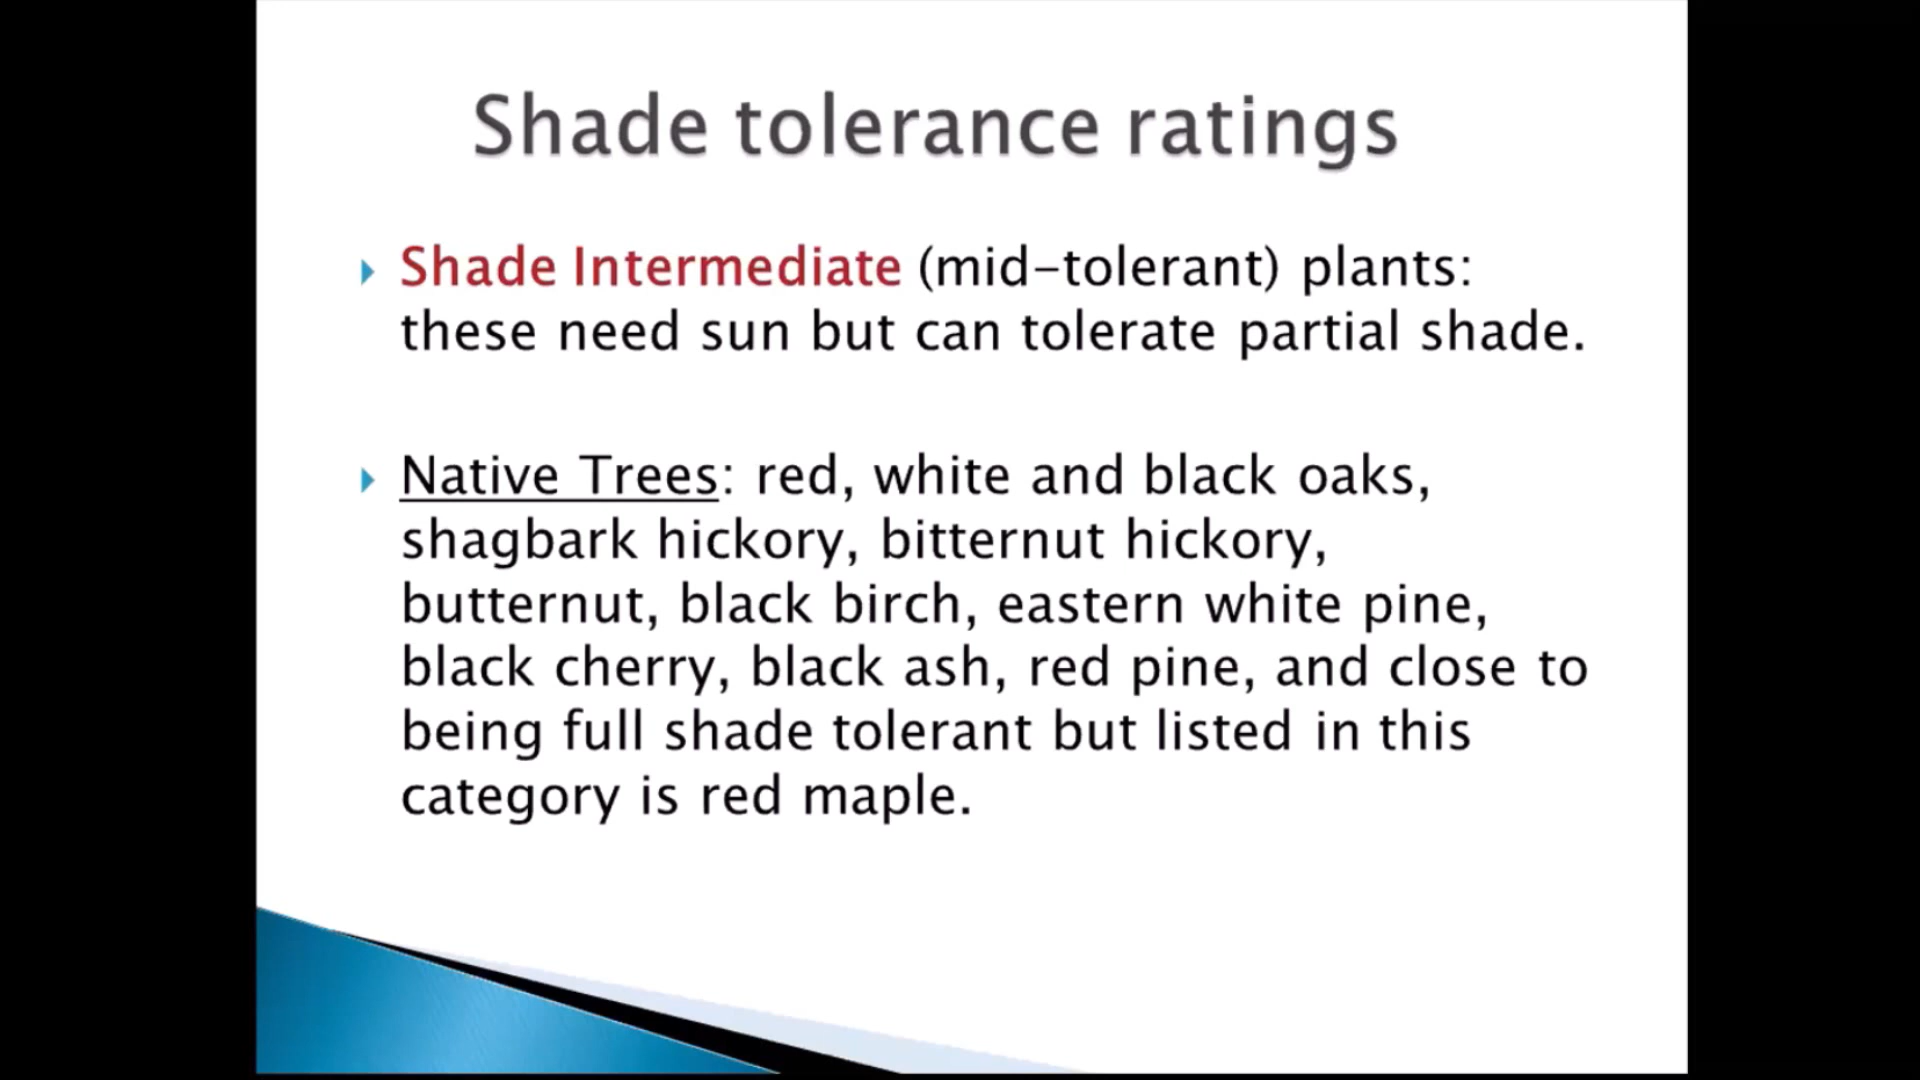 Shade tolerance ratings
Shade Intermediate (mid-tolerant) plants:
these need sun but can tolerate partial shade.
Native Trees: red, white and black oaks,
shagbark hickory, bitternut hickory,
butternut, black birch, eastern white pine,
black cherry, black ash, red pine, and close to
being full shade tolerant but listed in this
category is red maple.